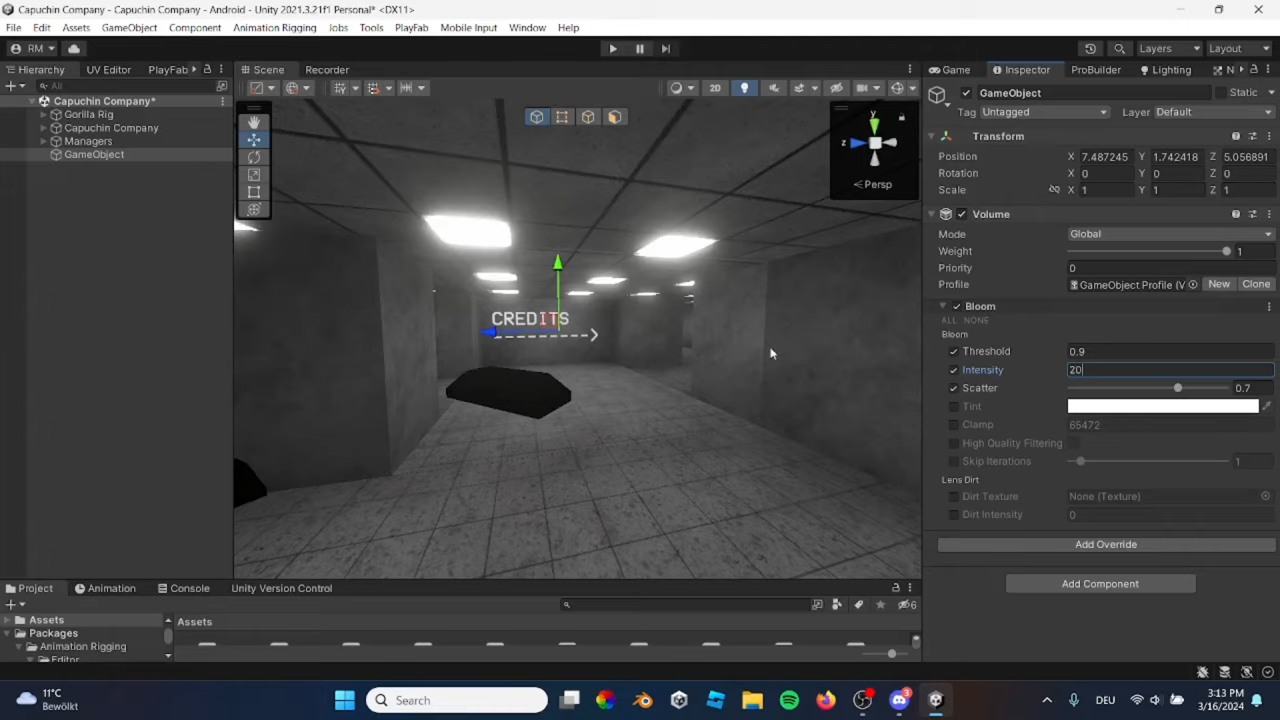 Capuchin Company - Capuchin Company - Android - Unity 2021.3.21f1 Personal* <DX11>
File Edit Assets GameObject Component Animation Rigging Jobs Tools PlayFab Mobile Input Window Help
RM Layers Layout
Hierarchy UV Editor PlayFab Scene Recorder Game Inspector ProBuilder Lighting N
All 2D GameObject Static
Capuchin Company* Tag Untagged Layer Default
Gorilla Rig
Capuchin Company
Managers
GameObject
y
z
Persp
CREDITS
Transform
Position X 7.487245 Y 1.742418 Z 5.056891
Rotation X 0 Y 0 Z 0
Scale X 1 Y 1 Z 1
Volume
Mode Global
Weight 1
Priority 0
Profile GameObject Profile (V New Clone
Bloom
ALL NONE
Bloom
Threshold 0.9
Intensity 20
Scatter 0.7
Tint
Clamp 65472
High Quality Filtering
Skip Iterations 1
Lens Dirt
Dirt Texture None (Texture)
Dirt Intensity 0
Add Override
Add Component
Project Animation Console Unity Version Control
6
Assets
Packages
Animation Rigging
Editor
Assets
11°C
Bewölkt
Search
3
DEU
3:13 PM
3/16/2024